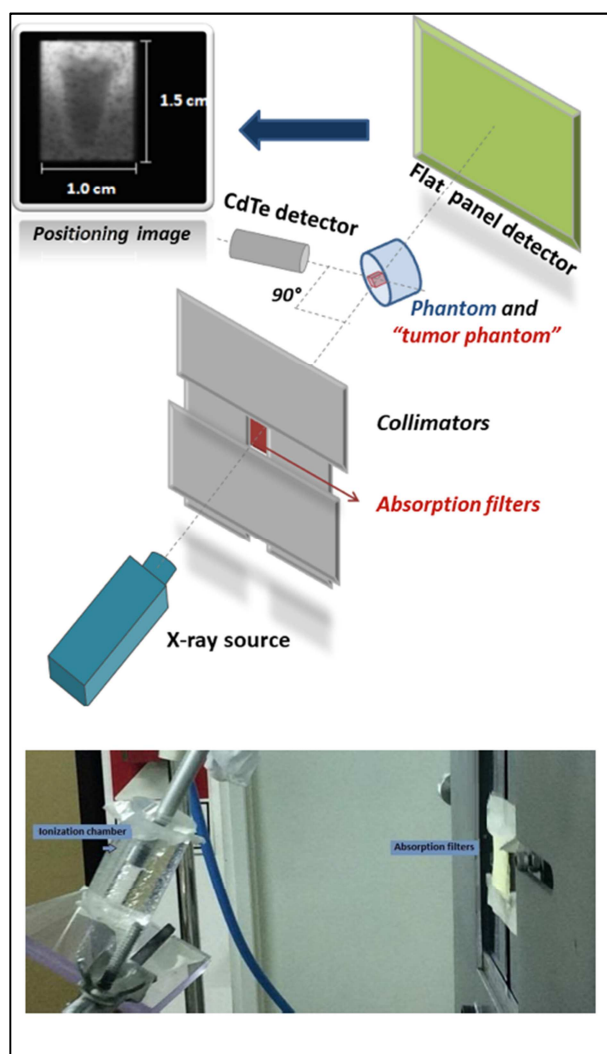 1.5 cm
1.0 cm
Positioning image
CdTe detector
90°
Flat panel detector
Phantom and
“tumor phantom”
Collimators
Absorption filters
X-ray source
Ionization chamber
Absorption filters